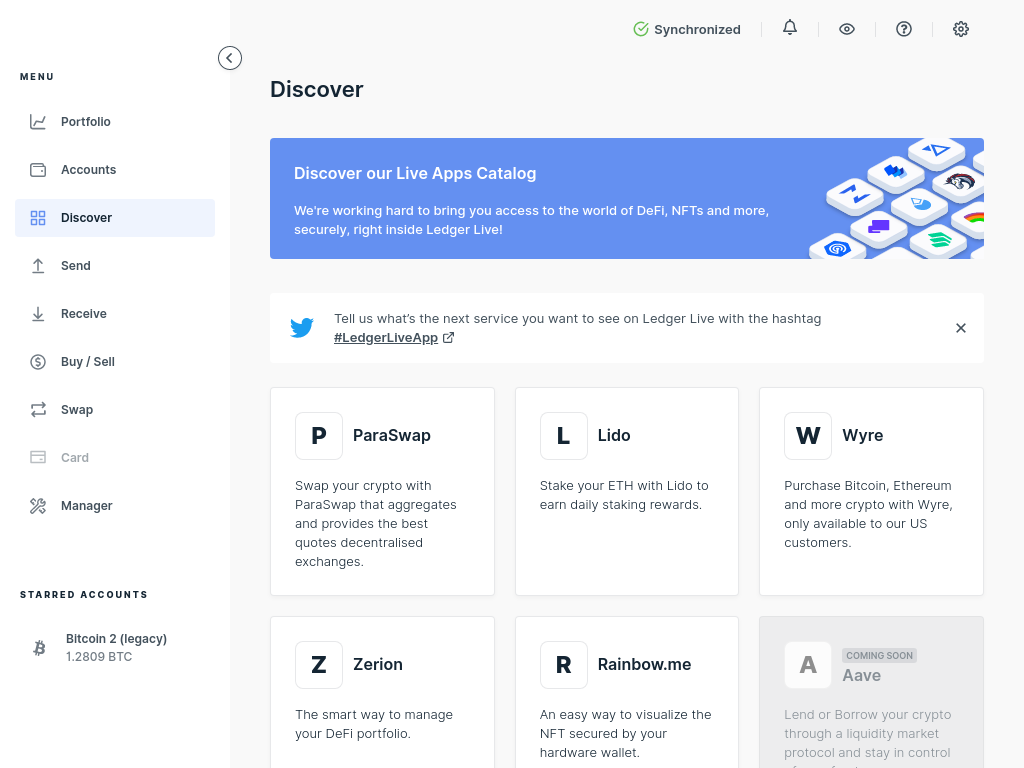 Synchronized
MENU
Portfolio
Accounts
Discover
Send
Receive
Buy / Sell
Swap
Card
Manager
STARRED ACCOUNTS
Bitcoin 2 (legacy)
1.2809 BTC
Discover
Discover our Live Apps Catalog
We're working hard to bring you access to the world of DeFi, NFTs and more,
securely, right inside Ledger Live!
Tell us what’s the next service you want to see on Ledger Live with the hashtag
#LedgerLiveApp
P
ParaSwap
Swap your crypto with
ParaSwap that aggregates
and provides the best
quotes decentralised
exchanges.
L
Lido
Stake your ETH with Lido to
earn daily staking rewards.
W
Wyre
Purchase Bitcoin, Ethereum
and more crypto with Wyre,
only available to our US
customers.
Z
Zerion
The smart way to manage
your DeFi portfolio.
R
Rainbow.me
An easy way to visualize the
NFT secured by your
hardware wallet.
A
COMING SOON
Aave
Lend or Borrow your crypto
through a liquidity market
protocol and stay in control